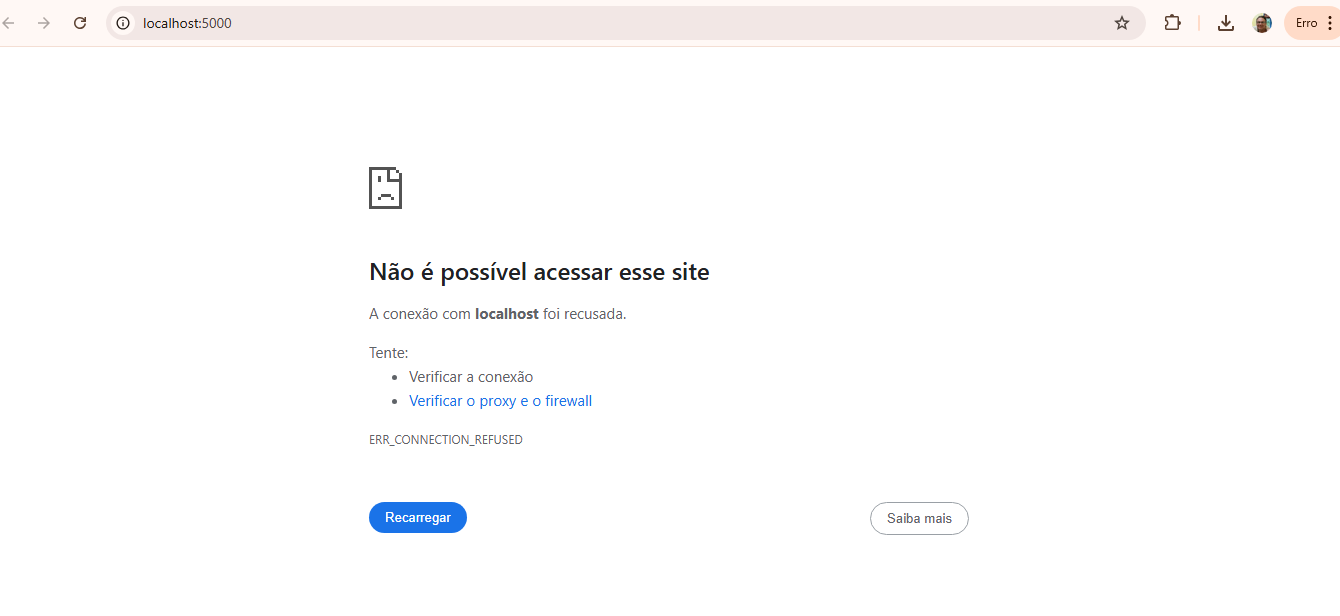 localhost:5000
Erro
Não é possível acessar esse site
A conexão com localhost foi recusada.
Tente:
Verificar a conexão
Verificar o proxy e o firewall
ERR_CONNECTION_REFUSED
Recarregar
Saiba mais